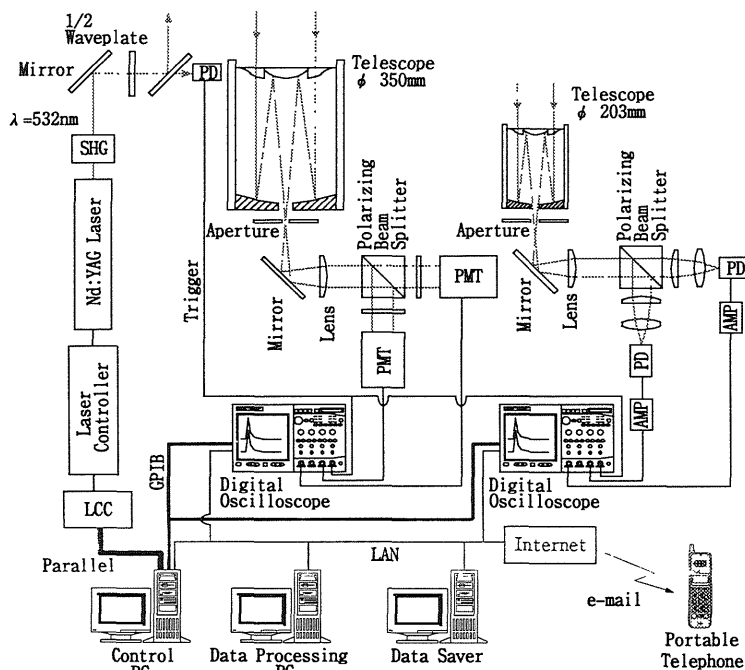 1/2
Waveplate
Mirror
PD
Telescope
φ 350mm
Telescope
φ 203mm
λ=532nm
SHG
Nd:YAG Laser
Aperture
Polarizing
Beam
Splitter
Aperture
Polarizing
Beam
Splitter
Trigger
Mirror
Lens
PMT
PMT
Mirror
Lens
PD
AMP
PD
AMP
Laser
Controller
GPIB
Digital
Oscilloscope
Digital
Oscilloscope
LCC
Parallel
LAN
Internet
e-mail
Control
PC
Data Processing
PC
Data Saver
Portable
Telephone